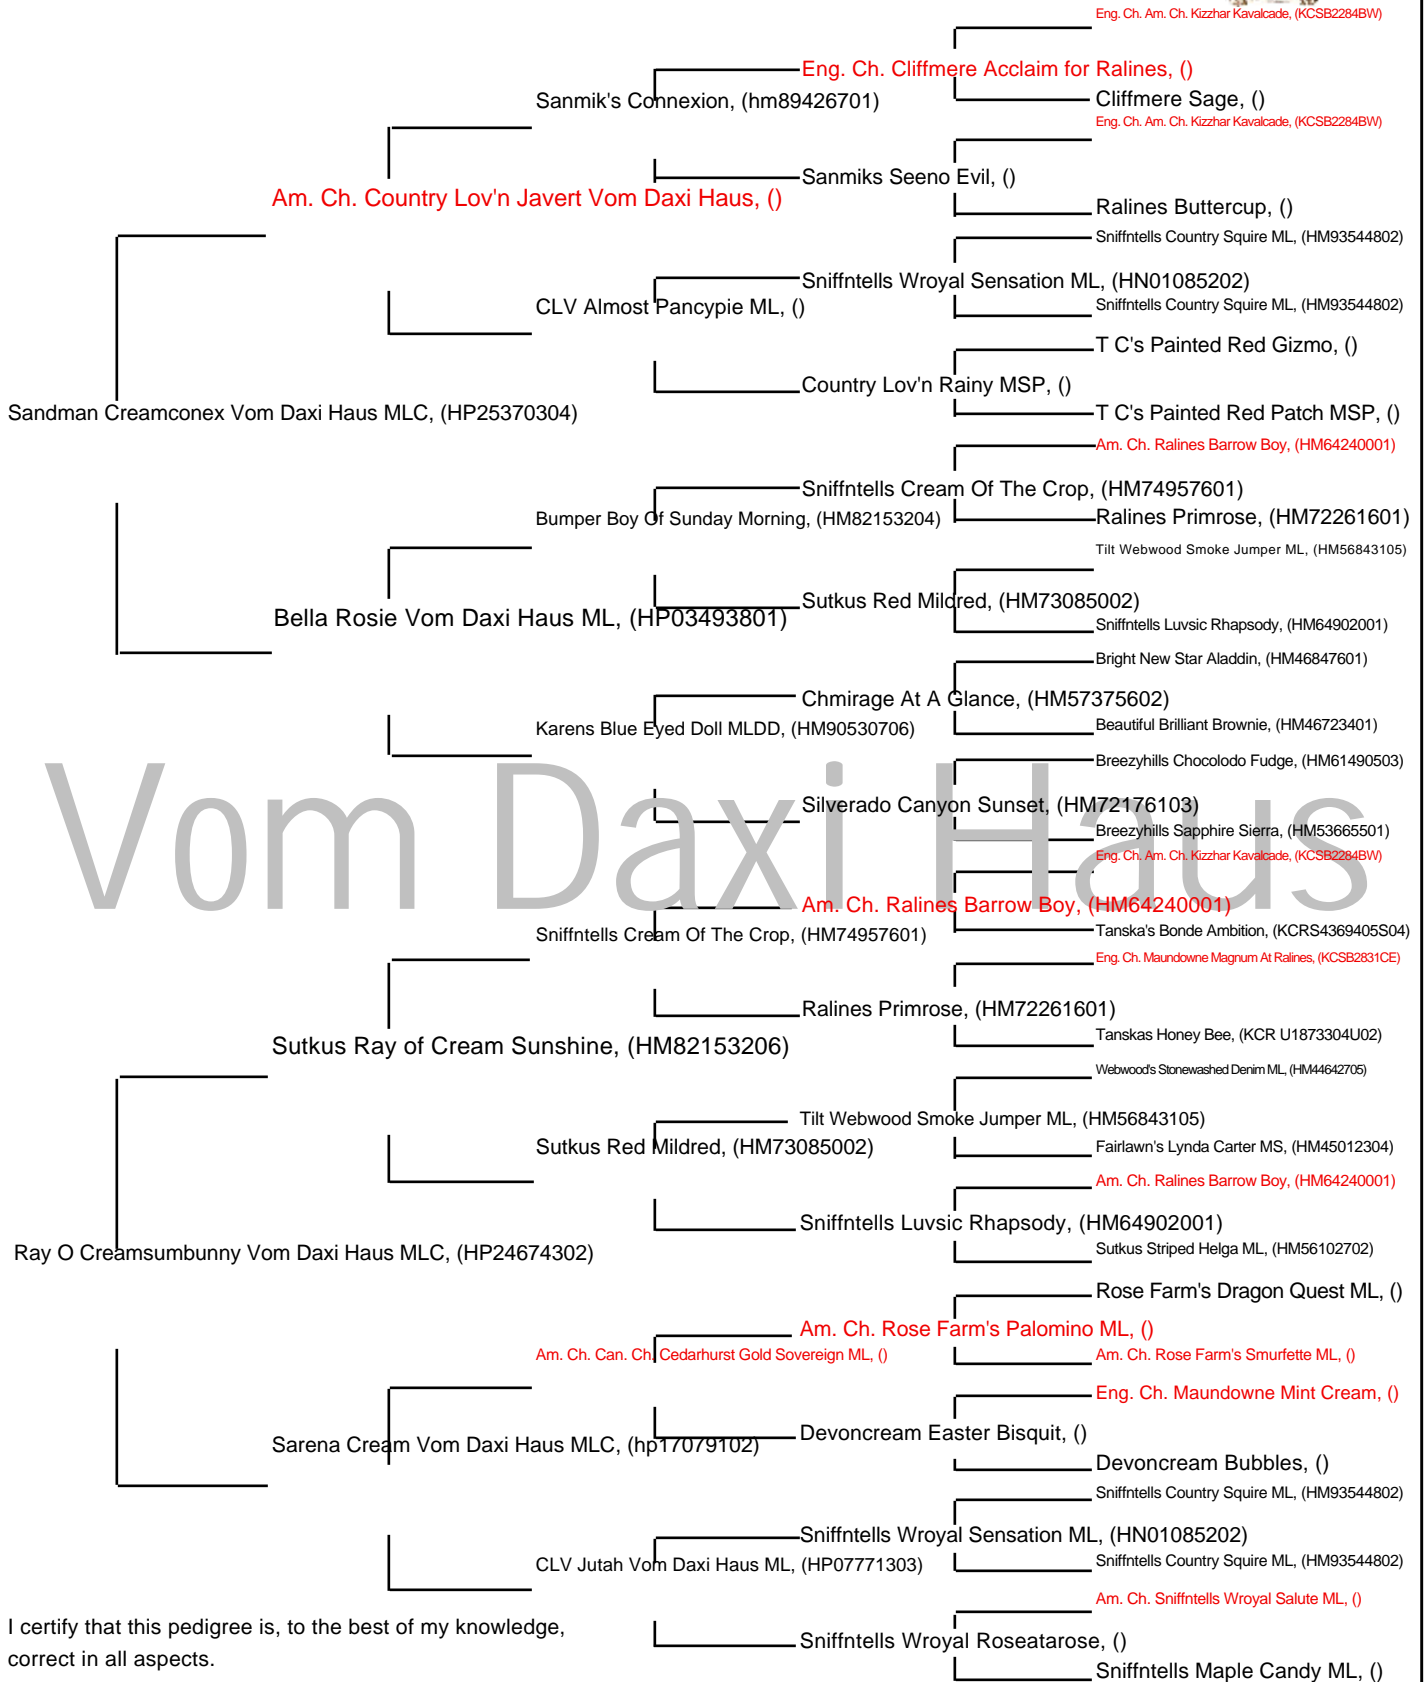 Eng. Ch. Am. Ch. Kizzhar Kavalcade, (KCSB2284BW)
Eng. Ch. Cliffmere Acclaim for Ralines, ()
Sanmik's Connexion, (hm89426701)
Cliffmere Sage, ()
Eng. Ch. Am. Ch. Kizzhar Kavalcade, (KCSB2284BW)
Sanmiks Seeno Evil, ()
Am. Ch. Country Lov'n Javert Vom Daxi Haus, ()
Ralines Buttercup, ()
Sniffntells Country Squire ML, (HM93544802)
Sniffntells Wroyal Sensation ML, (HN01085202)
CLV Almost Pancypie ML, ()
Sniffntells Country Squire ML, (HM93544802)
T C's Painted Red Gizmo, ()
Country Lov'n Rainy MSP, ()
Sandman Creamconex Vom Daxi Haus MLC, (HP25370304)
T C's Painted Red Patch MSP, ()
Am. Ch. Ralines Barrow Boy, (HM64240001)
Sniffntells Cream Of The Crop, (HM74957601)
Bumper Boy Of Sunday Morning, (HM82153204)
Ralines Primrose, (HM72261601)
Tilt Webwood Smoke Jumper ML, (HM56843105)
Sutkus Red Mildred, (HM73085002)
Bella Rosie Vom Daxi Haus ML, (HP03493801)
Sniffntells Luvsic Rhapsody, (HM64902001)
Bright New Star Aladdin, (HM46847601)
Chmirage At A Glance, (HM57375602)
Karens Blue Eyed Doll MLDD, (HM90530706)
Beautiful Brilliant Brownie, (HM46723401)
Breezyhills Chocolodo Fudge, (HM61490503)
Vom Daxi Haus
Silverado Canyon Sunset, (HM72176103)
Breezyhills Sapphire Sierra, (HM53665501)
Eng. Ch. Am. Ch. Kizzhar Kavalcade, (KCSB2284BW)
Am. Ch. Ralines Barrow Boy, (HM64240001)
Sniffntells Cream Of The Crop, (HM74957601)
Tanska's Bonde Ambition, (KCRS4369405S04)
Eng. Ch. Maundowne Magnum At Ralines, (KCSB2831CE)
Ralines Primrose, (HM72261601)
Sutkus Ray of Cream Sunshine, (HM82153206)
Tanskas Honey Bee, (KCR U1873304U02)
Webwood's Stonewashed Denim ML, (HM44642705)
Tilt Webwood Smoke Jumper ML, (HM56843105)
Sutkus Red Mildred, (HM73085002)
Fairlawn's Lynda Carter MS, (HM45012304)
Am. Ch. Ralines Barrow Boy, (HM64240001)
Sniffntells Luvsic Rhapsody, (HM64902001)
Ray O Creamsumbunny Vom Daxi Haus MLC, (HP24674302)
Sutkus Striped Helga ML, (HM56102702)
Rose Farm's Dragon Quest ML, ()
Am. Ch. Rose Farm's Palomino ML, ()
Am. Ch. Can. Ch. Cedarhurst Gold Sovereign ML, ()
Am. Ch. Rose Farm's Smurfette ML, ()
Eng. Ch. Maundowne Mint Cream, ()
Devoncream Easter Bisquit, ()
Sarena Cream Vom Daxi Haus MLC, (hp17079102)
Devoncream Bubbles, ()
Sniffntells Country Squire ML, (HM93544802)
Sniffntells Wroyal Sensation ML, (HN01085202)
CLV Jutah Vom Daxi Haus ML, (HP07771303)
Sniffntells Country Squire ML, (HM93544802)
Am. Ch. Sniffntells Wroyal Salute ML, ()
I certify that this pedigree is, to the best of my knowledge,
Sniffntells Wroyal Roseatarose, ()
correct in all aspects.
Sniffntells Maple Candy ML, ()